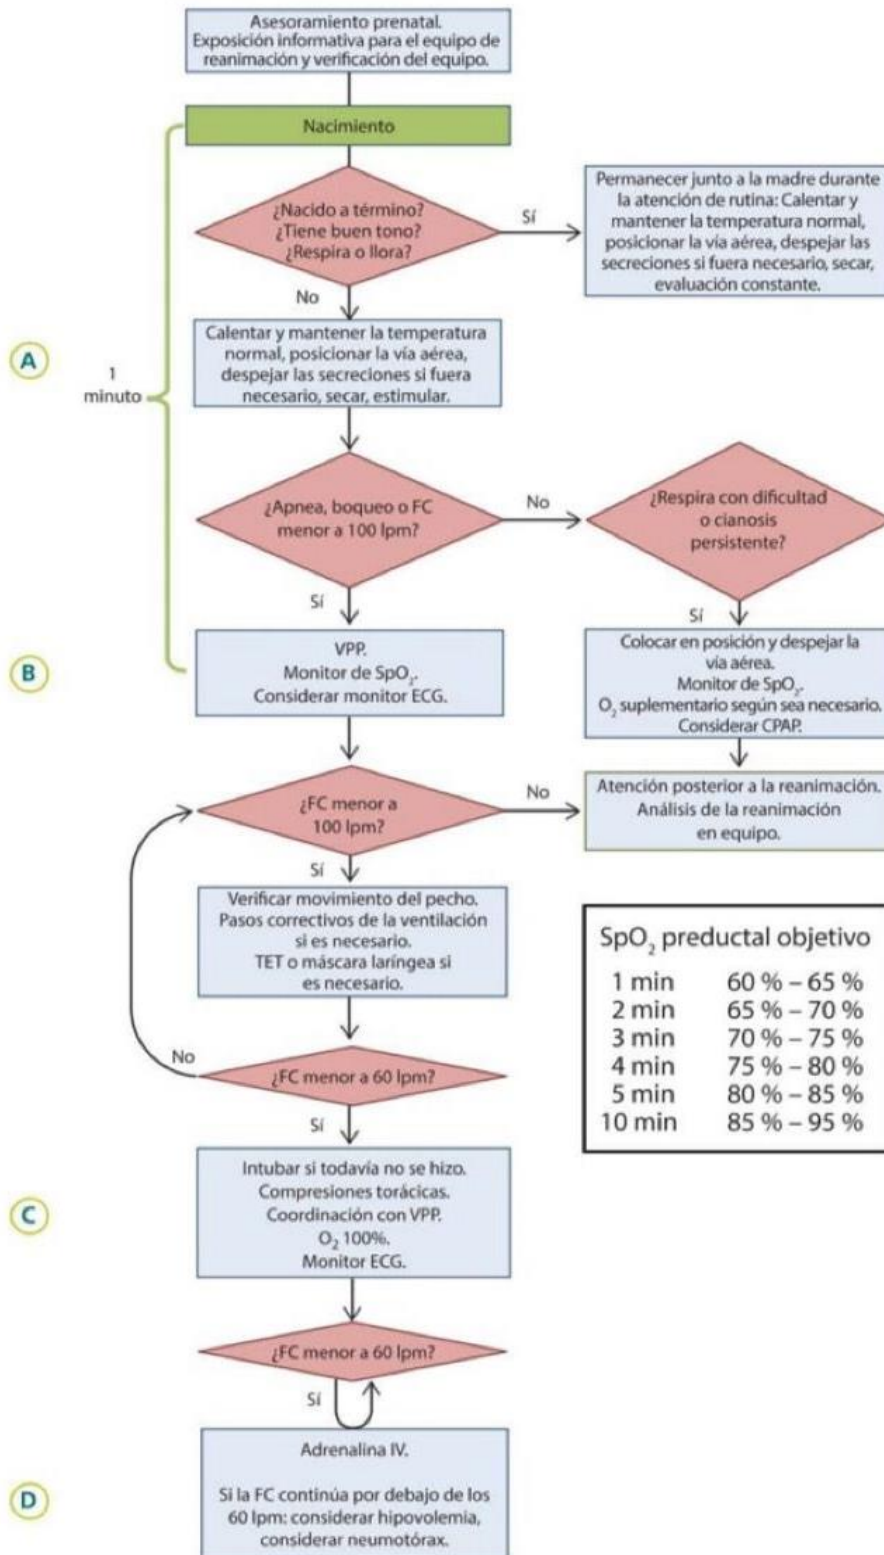 Asesoramiento prenatal.
Exposición informativa para el equipo de
reanimación y verificación del equipo.
Nacimiento
¿Nacido a término?
¿Tiene buen tono?
¿Respira o llora?
Sí
Permanecer junto a la madre durante
la atención de rutina: Calentar y
mantener la temperatura normal,
posicionar la vía aérea, despejar las
secreciones si fuera necesario, secar,
evaluación constante.
No
A
1
minuto
Calentar y mantener la temperatura
normal, posicionar la vía aérea,
despejar las secreciones si fuera
necesario, secar, estimular.
¿Apnea, boqueo o FC
menor a 100 lpm?
No
¿Respira con dificultad
o cianosis
persistente?
Sí
Sí
B
VPP.
Monitor de SpO₂.
Considerar monitor ECG.
Colocar en posición y despejar la
vía aérea.
Monitor de SpO₂.
O₂ suplementario según sea necesario.
Considerar CPAP.
¿FC menor a
100 lpm?
No
Atención posterior a la reanimación.
Análisis de la reanimación
en equipo.
Sí
Verificar movimiento del pecho.
Pasos correctivos de la ventilación
si es necesario.
TET o máscara laríngea si
es necesario.
No
¿FC menor a 60 lpm?
Sí
SpO₂ preductal objetivo
1 min 60 % – 65 %
2 min 65 % – 70 %
3 min 70 % – 75 %
4 min 75 % – 80 %
5 min 80 % – 85 %
10 min 85 % – 95 %
C
Intubar si todavía no se hizo.
Compresiones torácicas.
Coordinación con VPP.
O₂ 100%.
Monitor ECG.
¿FC menor a 60 lpm?
Sí
D
Adrenalina IV.
Si la FC continúa por debajo de los
60 lpm: considerar hipovolemia,
considerar neumotórax.